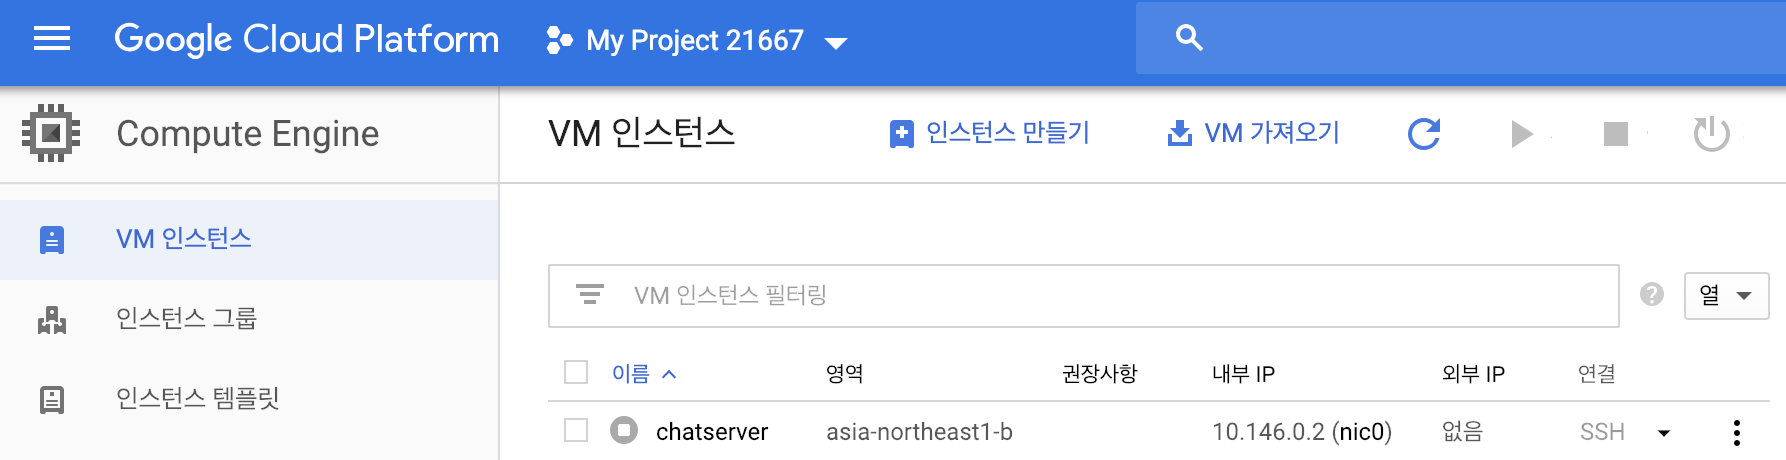 Google Cloud Platform My Project 21667
Compute Engine
VM 인스턴스
인스턴스 그룹
인스턴스 템플릿
VM 인스턴스 인스턴스 만들기 VM 가져오기
VM 인스턴스 필터링 열
이름 영역 권장사항 내부 IP 외부 IP 연결
chatserver asia-northeast1-b 10.146.0.2 (nic0) 없음 SSH